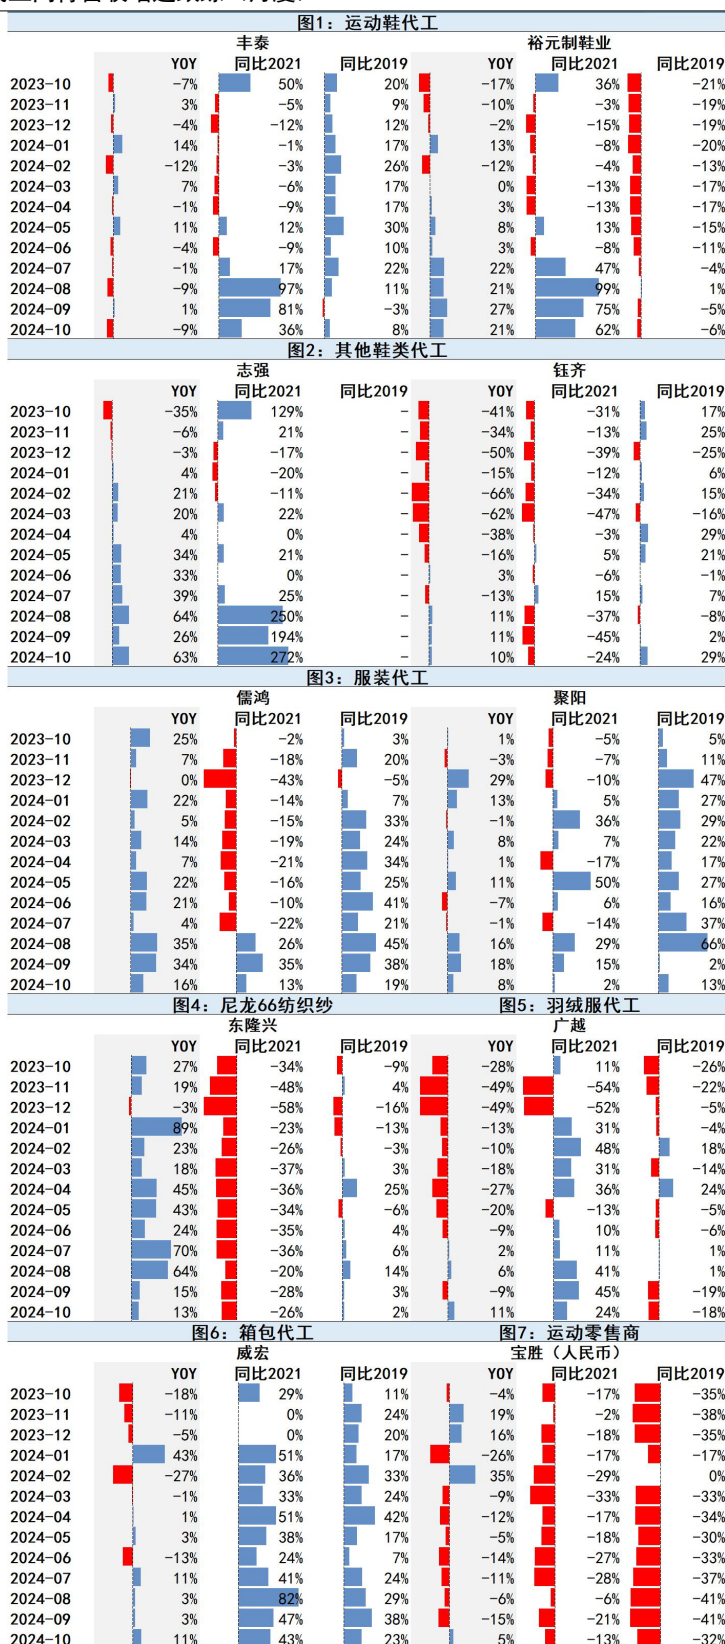 图1: 运动鞋代工
丰泰 裕元制鞋业
YOY 同比2021 同比2019 YOY 同比2021 同比2019
2023-10 -7% 50% 20% -17% 36% -21%
2023-11 3% -5% 9% -10% -3% -19%
2023-12 -4% -12% 12% -2% -15% -19%
2024-01 14% -1% 17% 13% -8% -20%
2024-02 -12% -3% 26% -12% -4% -13%
2024-03 7% -6% 17% 0% -13% -17%
2024-04 -1% -9% 17% 3% -13% -17%
2024-05 11% 12% 30% 8% 13% -15%
2024-06 -4% -9% 10% 3% -8% -11%
2024-07 -1% 17% 22% 22% 47% -4%
2024-08 -9% 97% 11% 21% 99% 1%
2024-09 1% 81% -3% 27% 75% -5%
2024-10 -9% 36% 8% 21% 62% -6%
图2: 其他鞋类代工
志强 钰齐
YOY 同比2021 同比2019 YOY 同比2021 同比2019
2023-10 -35% 129% - -41% -31% 17%
2023-11 -6% 21% - -34% -13% 25%
2023-12 -3% -17% - -50% -39% -25%
2024-01 4% -20% - -15% -12% 6%
2024-02 21% -11% - -66% -34% 15%
2024-03 20% 22% - -62% -47% -16%
2024-04 4% 0% - -38% -3% 29%
2024-05 34% 21% - -16% 5% 21%
2024-06 33% 0% - 3% -6% -1%
2024-07 39% 25% - -13% 15% 7%
2024-08 64% 250% - 11% -37% -8%
2024-09 26% 194% - 11% -45% 2%
2024-10 63% 272% - 10% -24% 29%
图3: 服装代工
儒鸿 聚阳
YOY 同比2021 同比2019 YOY 同比2021 同比2019
2023-10 25% -2% 3% 1% -5% 5%
2023-11 7% -18% 20% -3% -7% 11%
2023-12 0% -43% -5% 29% -10% 47%
2024-01 22% -14% 7% 13% 5% 27%
2024-02 5% -15% 33% -1% 36% 29%
2024-03 14% -19% 24% 8% 7% 22%
2024-04 7% -21% 34% 1% -17% 17%
2024-05 22% -16% 25% 11% 50% 27%
2024-06 21% -10% 41% -7% 6% 16%
2024-07 4% -22% 21% -1% -14% 37%
2024-08 35% 26% 45% 16% 29% 66%
2024-09 34% 35% 38% 18% 15% 2%
2024-10 16% 13% 19% 8% 2% 13%
图4: 尼龙66纺织纱 图5: 羽绒服代工
东隆兴 广越
YOY 同比2021 同比2019 YOY 同比2021 同比2019
2023-10 27% -34% -9% -28% 11% -26%
2023-11 19% -48% 4% -49% -54% -22%
2023-12 -3% -58% -16% -49% -52% -5%
2024-01 89% -23% -13% -13% 31% -4%
2024-02 23% -26% -3% -10% 48% 18%
2024-03 18% -37% 3% -18% 31% -14%
2024-04 45% -36% 25% -27% 36% 24%
2024-05 43% -34% -6% -20% -13% -5%
2024-06 24% -35% 4% -9% 10% -6%
2024-07 70% -36% 6% 2% 11% 1%
2024-08 64% -20% 14% 6% 41% 1%
2024-09 15% -28% 3% -9% 45% -19%
2024-10 13% -26% 2% 11% 24% -18%
图6: 箱包代工 图7: 运动零售商
威宏 宝胜（人民币）
YOY 同比2021 同比2019 YOY 同比2021 同比2019
2023-10 -18% 29% 11% -4% -17% -35%
2023-11 -11% 0% 24% 19% -2% -38%
2023-12 -5% 0% 20% 16% -18% -35%
2024-01 43% 51% 17% -26% -17% -17%
2024-02 -27% 36% 33% 35% -29% 0%
2024-03 -1% 33% 24% -9% -33% -33%
2024-04 1% 51% 42% -12% -17% -34%
2024-05 3% 38% 17% -5% -18% -30%
2024-06 -13% 24% 7% -14% -27% -33%
2024-07 11% 41% 24% -11% -28% -37%
2024-08 3% 82% 29% -6% -6% -41%
2024-09 3% 47% 38% -15% -21% -41%
2024-10 11% 43% 23% 5% -13% -32%